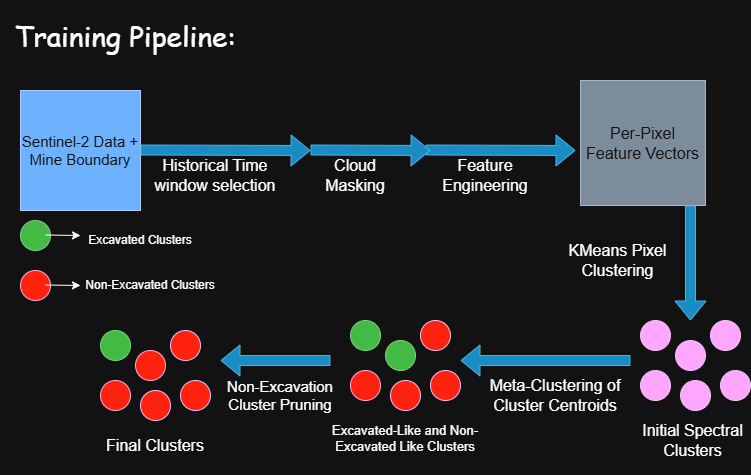 Training Pipeline:
Sentinel-2 Data +
Mine Boundary
Historical Time
window selection
Cloud
Masking
Feature
Engineering
Per-Pixel
Feature Vectors
Excavated Clusters
Non-Excavated Clusters
KMeans Pixel
Clustering
Initial Spectral
Clusters
Meta-Clustering of
Cluster Centroids
Excavated-Like and Non-
Excavated Like Clusters
Non-Excavation
Cluster Pruning
Final Clusters